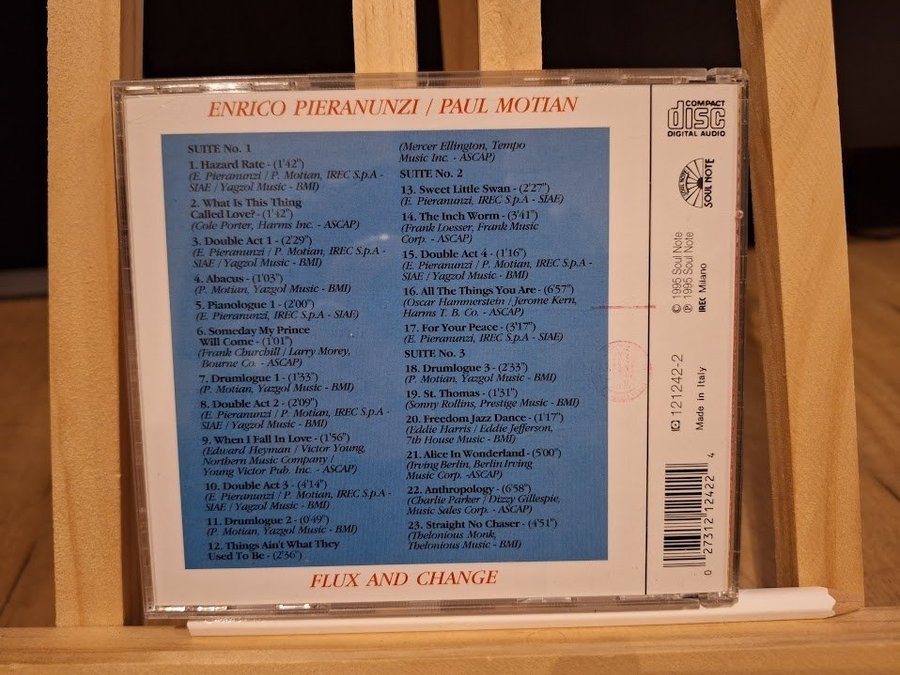 ENRICO PIERANUNZI / PAUL MOTIAN
SUITE No. 1
1. Hazard Rate - (1'42")
(E. Pieranunzi / P. Motian, IREC S.p.A -
SIAE / Yagzol Music - BMI)
2. What Is This Thing
Called Love? - (1'42")
(Cole Porter, Harms Inc. - ASCAP)
3. Double Act 1 - (2'29")
(E. Pieranunzi / P. Motian, IREC S.p.A -
SIAE / Yagzol Music - BMI)
4. Abacus - (1'03")
(P. Motian, Yazgol Music - BMI)
5. Pianologue 1 - (2'00")
(E. Pieranunzi, IREC S.p.A - SIAE)
6. Someday My Prince
Will Come - (1'01")
(Frank Churchill / Larry Morey,
Bourne Co. - ASCAP)
7. Drumlogue 1 - (1'33")
(P. Motian, Yazgol Music - BMI)
8. Double Act 2 - (2'09")
(E. Pieranunzi / P. Motian, IREC S.p.A -
SIAE / Yazgol Music - BMI)
9. When I Fall In Love - (1'56")
(Edward Heyman / Victor Young,
Northern Music Company /
Young Victor Pub. Inc. - ASCAP)
10. Double Act 3 - (4'14")
(E. Pieranunzi / P. Motian, IREC S.p.A -
SIAE / Yazgol Music - BMI)
11. Drumlogue 2 - (0'49")
(P. Motian, Yazgol Music - BMI)
12. Things Ain't What They
Used To Be - (2'36")
(Mercer Ellington, Tempo
Music Inc. - ASCAP)
SUITE No. 2
13. Sweet Little Swan - (2'27")
(E. Pieranunzi, IREC S.p.A - SIAE)
14. The Inch Worm - (3'41")
(Frank Loesser, Frank Music
Corp. - ASCAP)
15. Double Act 4 - (1'16")
(E. Pieranunzi / P. Motian, IREC S.p.A -
SIAE / Yazgol Music - BMI)
16. All The Things You Are - (6'57")
(Oscar Hammerstein / Jerome Kern,
Harms T. B. Co. - ASCAP)
17. For Your Peace - (3'17")
(E. Pieranunzi, IREC S.p.A - SIAE)
SUITE No. 3
18. Drumlogue 3 - (2'33")
(P. Motian, Yazgol Music - BMI)
19. St. Thomas - (1'31")
(Sonny Rollins, Prestige Music - BMI)
20. Freedom Jazz Dance - (1'17")
(Eddie Harris / Eddie Jefferson,
7th House Music - BMI)
21. Alice In Wonderland - (5'00")
(Irving Berlin, Berlin Irving
Music Corp. -ASCAP)
22. Anthropology - (6'58")
(Charlie Parker / Dizzy Gillespie,
Music Sales Corp. - ASCAP)
23. Straight No Chaser - (4'51")
(Thelonious Monk,
Thelonious Music - BMI)
FLUX AND CHANGE
COMPACT
disc
DIGITAL AUDIO
SOUL NOTE
© 1995 Soul Note
℗ 1995 Soul Note
IREC Milano
121242-2
Made in Italy
0 27312 12422 4